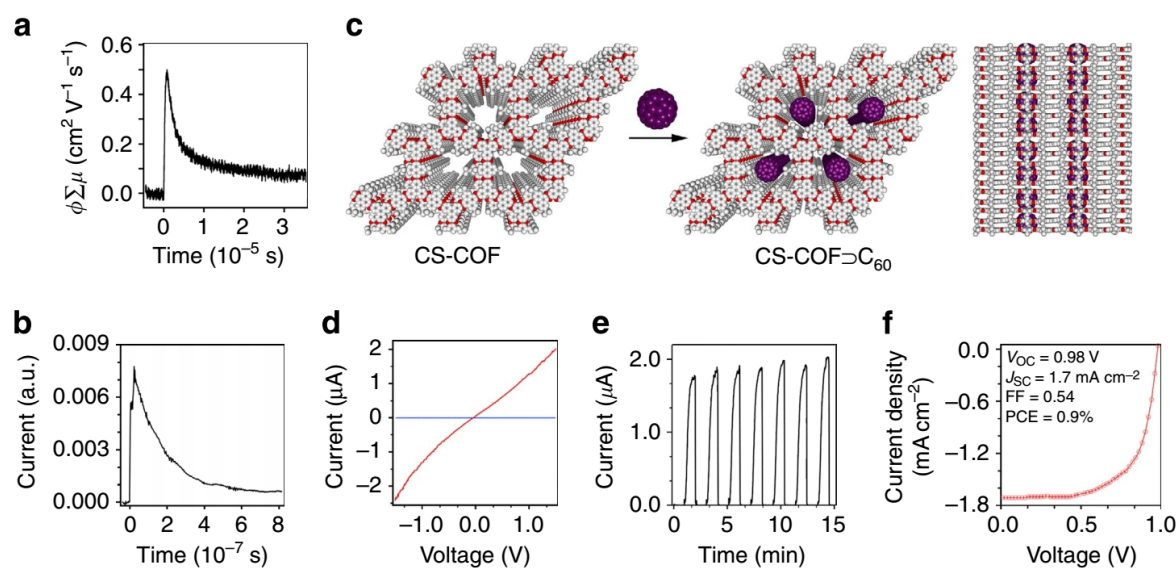 a
ϕΣμ (cm² V⁻¹ s⁻¹)
0.6
0.4
0.2
0.0
0 1 2 3
Time (10⁻⁵ s)
c
CS-COF
CS-COF⊃C₆₀
b
Current (a.u.)
0.009
0.006
0.003
0.000
0 2 4 6 8
Time (10⁻⁷ s)
d
Current (μA)
2
1
0
−1
−2
−1.0 0.0 1.0
Voltage (V)
e
Current (μA)
2.0
1.0
0.0
0 5 10 15
Time (min)
f
Current density
(mA cm⁻²)
0.0
−0.6
−1.2
−1.8
V_OC = 0.98 V
J_SC = 1.7 mA cm⁻²
FF = 0.54
PCE = 0.9%
0.0 0.5 1.0
Voltage (V)